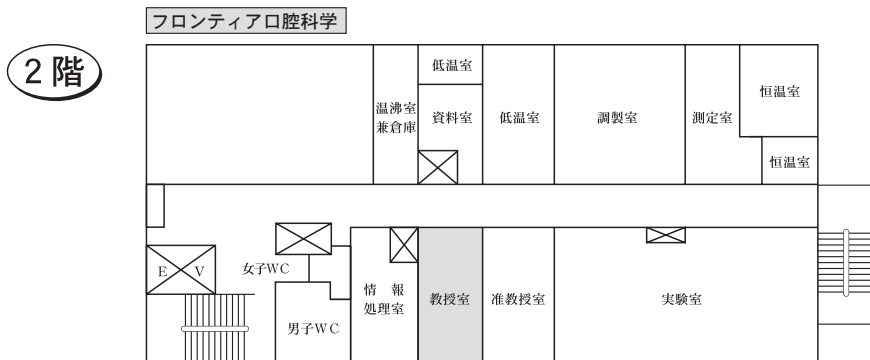 フロンティア口腔科学
2階
低温室
温沸室
兼倉庫
資料室
低温室
調製室
測定室
恒温室
恒温室
EV
女子WC
男子WC
情報
処理室
教授室
准教授室
実験室